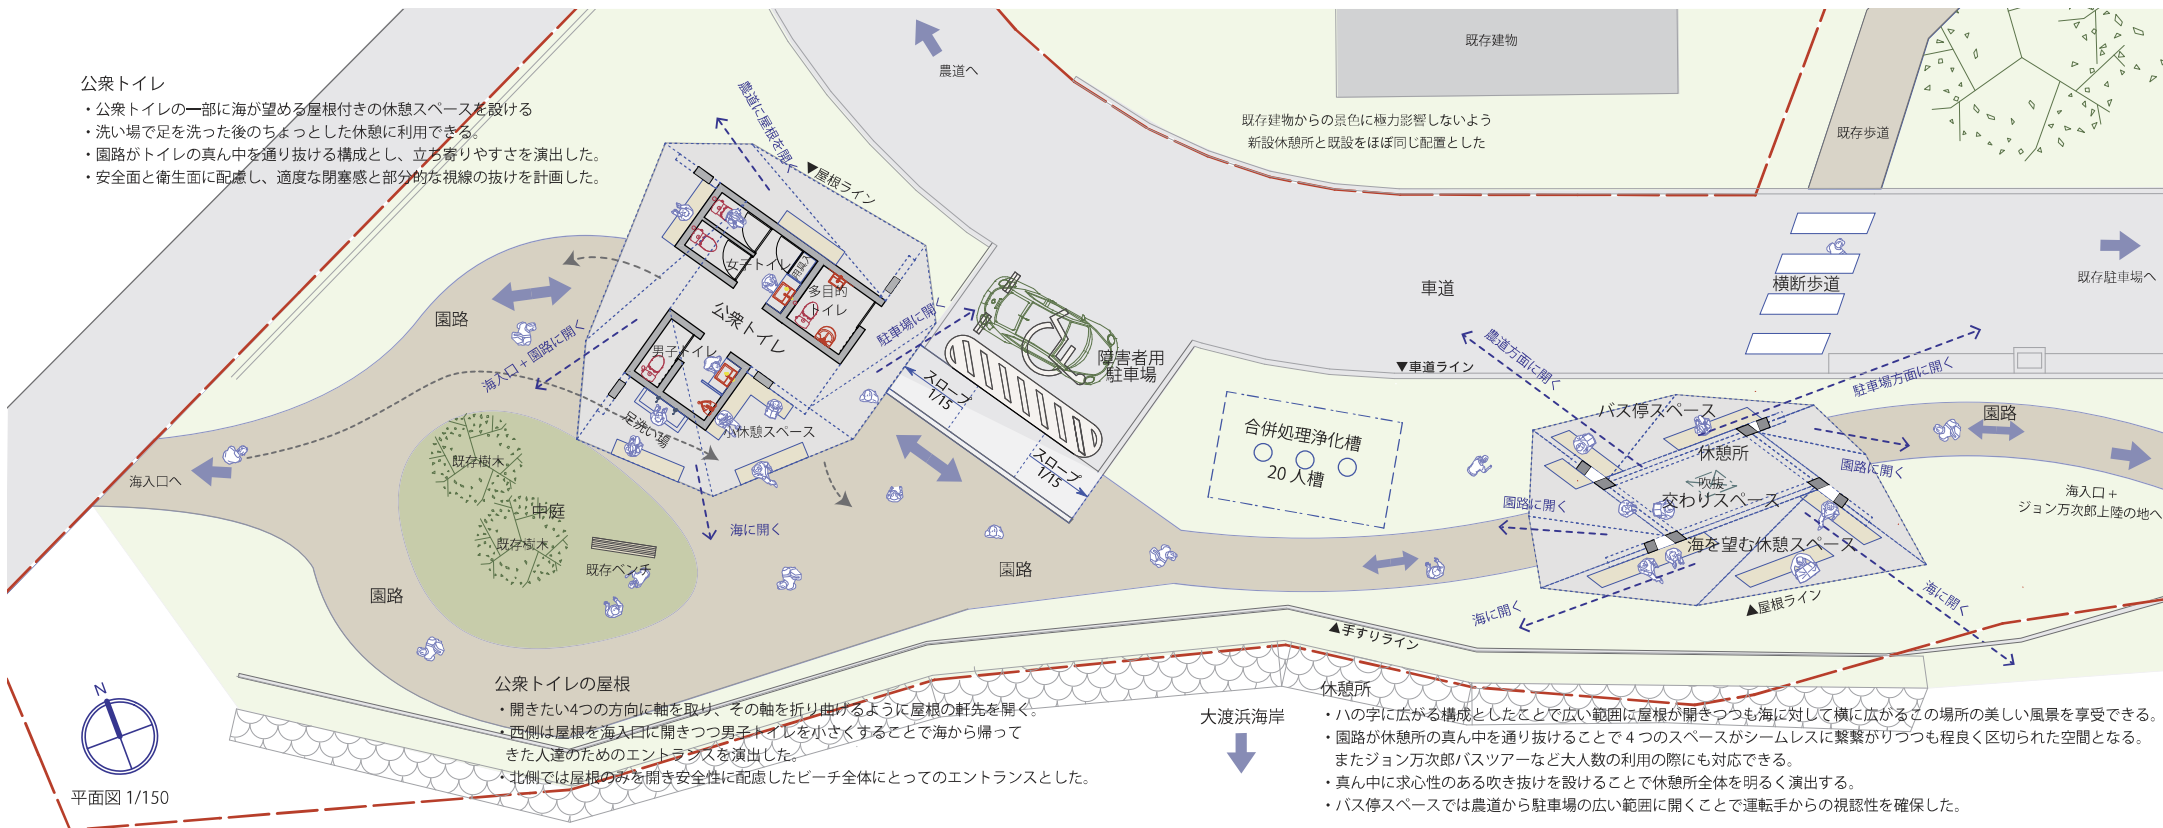 公衆トイレ
・公衆トイレの一部に海が望める屋根付きの休憩スペースを設ける
・洗い場で足を洗った後のちょっとした休憩に利用できる。
・園路がトイレの真ん中を通り抜ける構成とし、立ち寄りやすさを演出した。
・安全面と衛生面に配慮し、適度な閉塞感と部分的な視線の抜けを計画した。
農道へ
農道に屋根を開く
▼屋根ライン
既存建物
既存建物からの景色に極力影響しないよう
新設休憩所と既設をほぼ同じ配置とした
既存歩道
既存駐車場へ
横断歩道
車道
▼車道ライン
女子トイレ
用具入
多目的
トイレ
公衆トイレ
男子トイレ
足洗い場
小休憩スペース
駐車場に開く
海入口+園路に開く
園路
スロープ
1/15
スロープ
1/15
障害者用
駐車場
合併処理浄化槽
20人槽
農道方面に開く
駐車場方面に開く
バス停スペース
休憩所
吹抜
交わりスペース
海を望む休憩スペース
園路に開く
園路に開く
園路
海入口+
ジョン万次郎上陸の地へ
海に開く
海に開く
▲屋根ライン
海入口へ
既存樹木
中庭
既存樹木
既存ベンチ
海に開く
園路
園路
▲手すりライン
N
平面図 1/150
公衆トイレの屋根
・開きたい4つの方向に軸を取り、その軸を折り曲げるように屋根の軒先を開く。
・西側は屋根を海入口に開きつつ男子トイレを小さくすることで海から帰って
きた人達のためのエントランスを演出した。
・北側では屋根のみを開き安全性に配慮したビーチ全体にとってのエントランスとした。
大渡浜海岸
休憩所
・ハの字に広がる構成としたことで広い範囲に屋根が開きつつも海に対して横に広がるこの場所の美しい風景を享受できる。
・園路が休憩所の真ん中を通り抜けることで４つのスペースがシームレスに繋繋がりつつも程良く区切られた空間となる。
またジョン万次郎バスツアーなど大人数の利用の際にも対応できる。
・真ん中に求心性のある吹き抜けを設けることで休憩所全体を明るく演出する。
・バス停スペースでは農道から駐車場の広い範囲に開くことで運転手からの視認性を確保した。